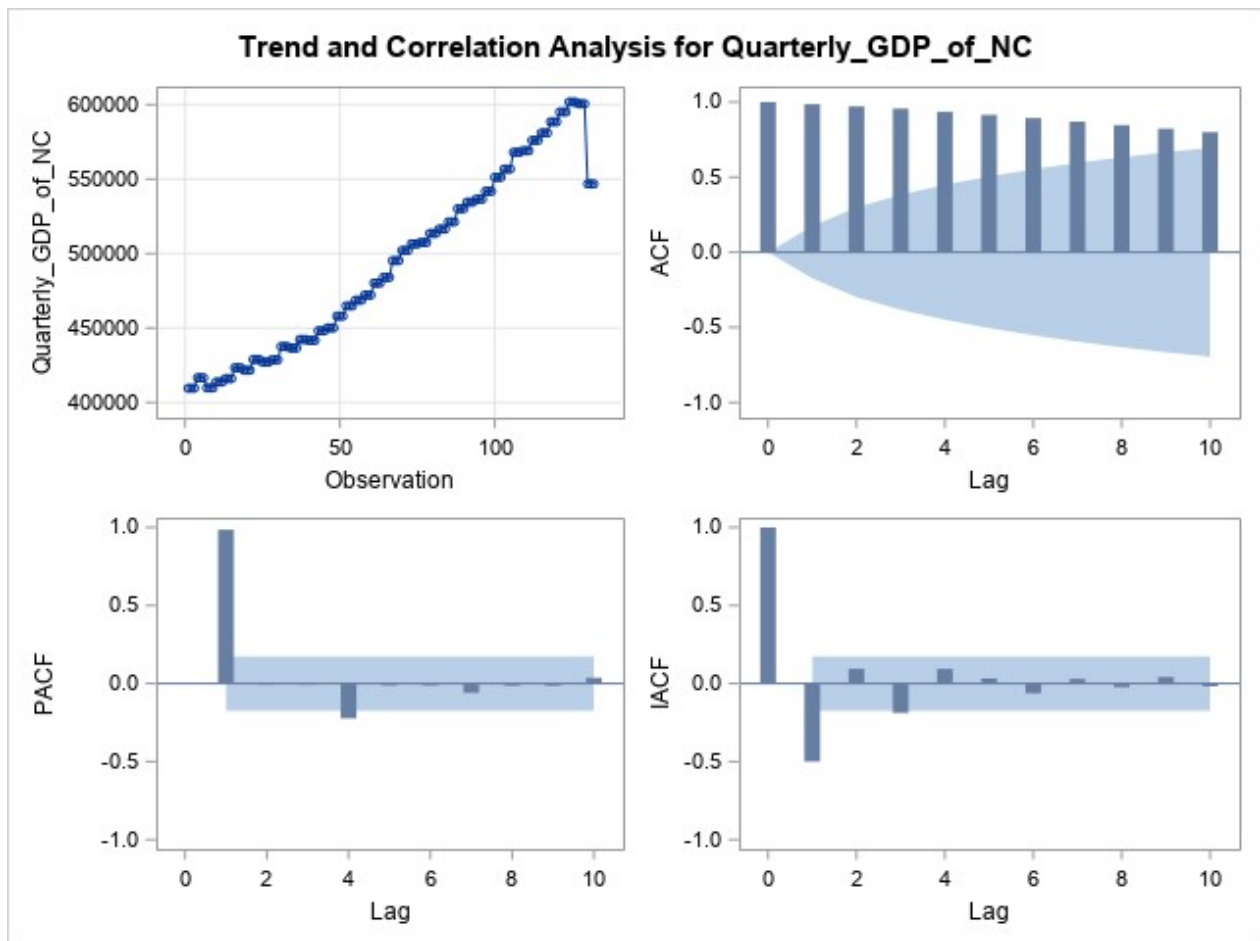 Trend and Correlation Analysis for Quarterly_GDP_of_NC
Quarterly_GDP_of_NC
600000
550000
500000
450000
400000
0 50 100
Observation
ACF
1.0
0.5
0.0
-0.5
-1.0
0 2 4 6 8 10
Lag
PACF
1.0
0.5
0.0
-0.5
-1.0
0 2 4 6 8 10
Lag
IACF
1.0
0.5
0.0
-0.5
-1.0
0 2 4 6 8 10
Lag